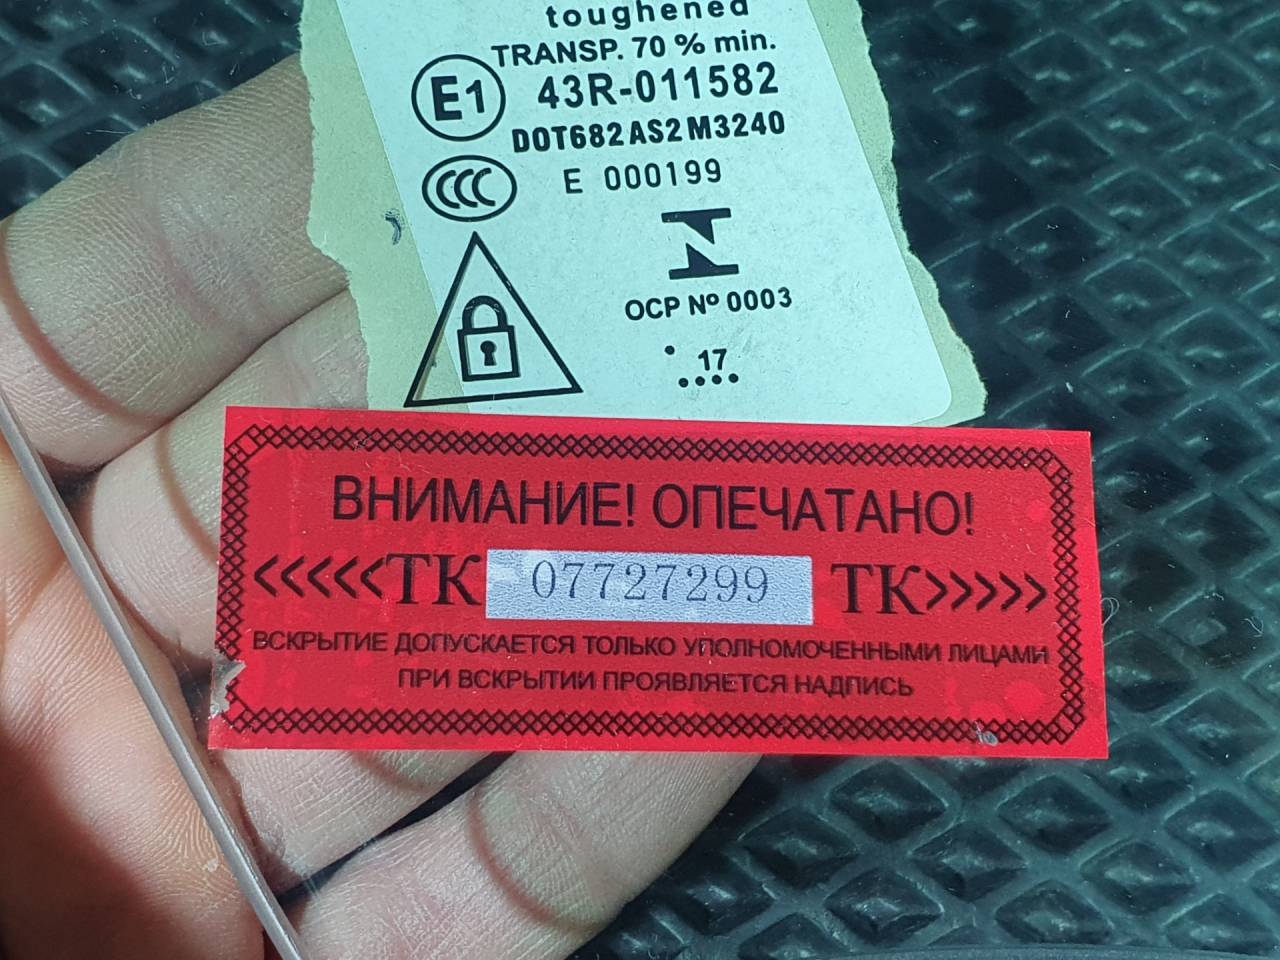 toughened
TRANSP. 70 % min.
E1
43R-011582
DOT682 AS2 M3240
CCC
E 000199
OCP Nº 0003
17
ВНИМАНИЕ! ОПЕЧАТАНО!
<<<<<ТК 07727299 ТК>>>>>
ВСКРЫТИЕ ДОПУСКАЕТСЯ ТОЛЬКО УПОЛНОМОЧЕННЫМИ ЛИЦАМИ
ПРИ ВСКРЫТИИ ПРОЯВЛЯЕТСЯ НАДПИСЬ